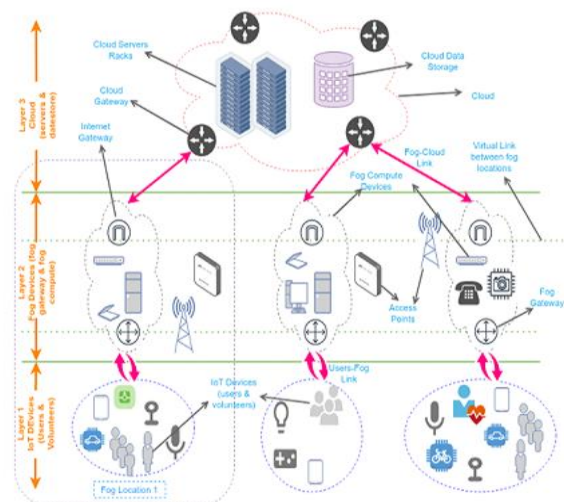 Layer 3
Cloud
(servers &
datastore)
Cloud Servers
Racks
Cloud
Gateway
Internet
Gateway
Cloud Data
Storage
Cloud
Fog-Cloud
Link
Virtual Link
between fog
locations
Fog Compute
Devices
Layer 2
Fog Devices (fog
gateway & fog
compute)
Access
Points
Fog
Gateway
Users-Fog
Link
IoT Devices
(users &
volunteers)
Layer 1
IoT DEvices
(Users &
Volunteers)
Fog Location 1